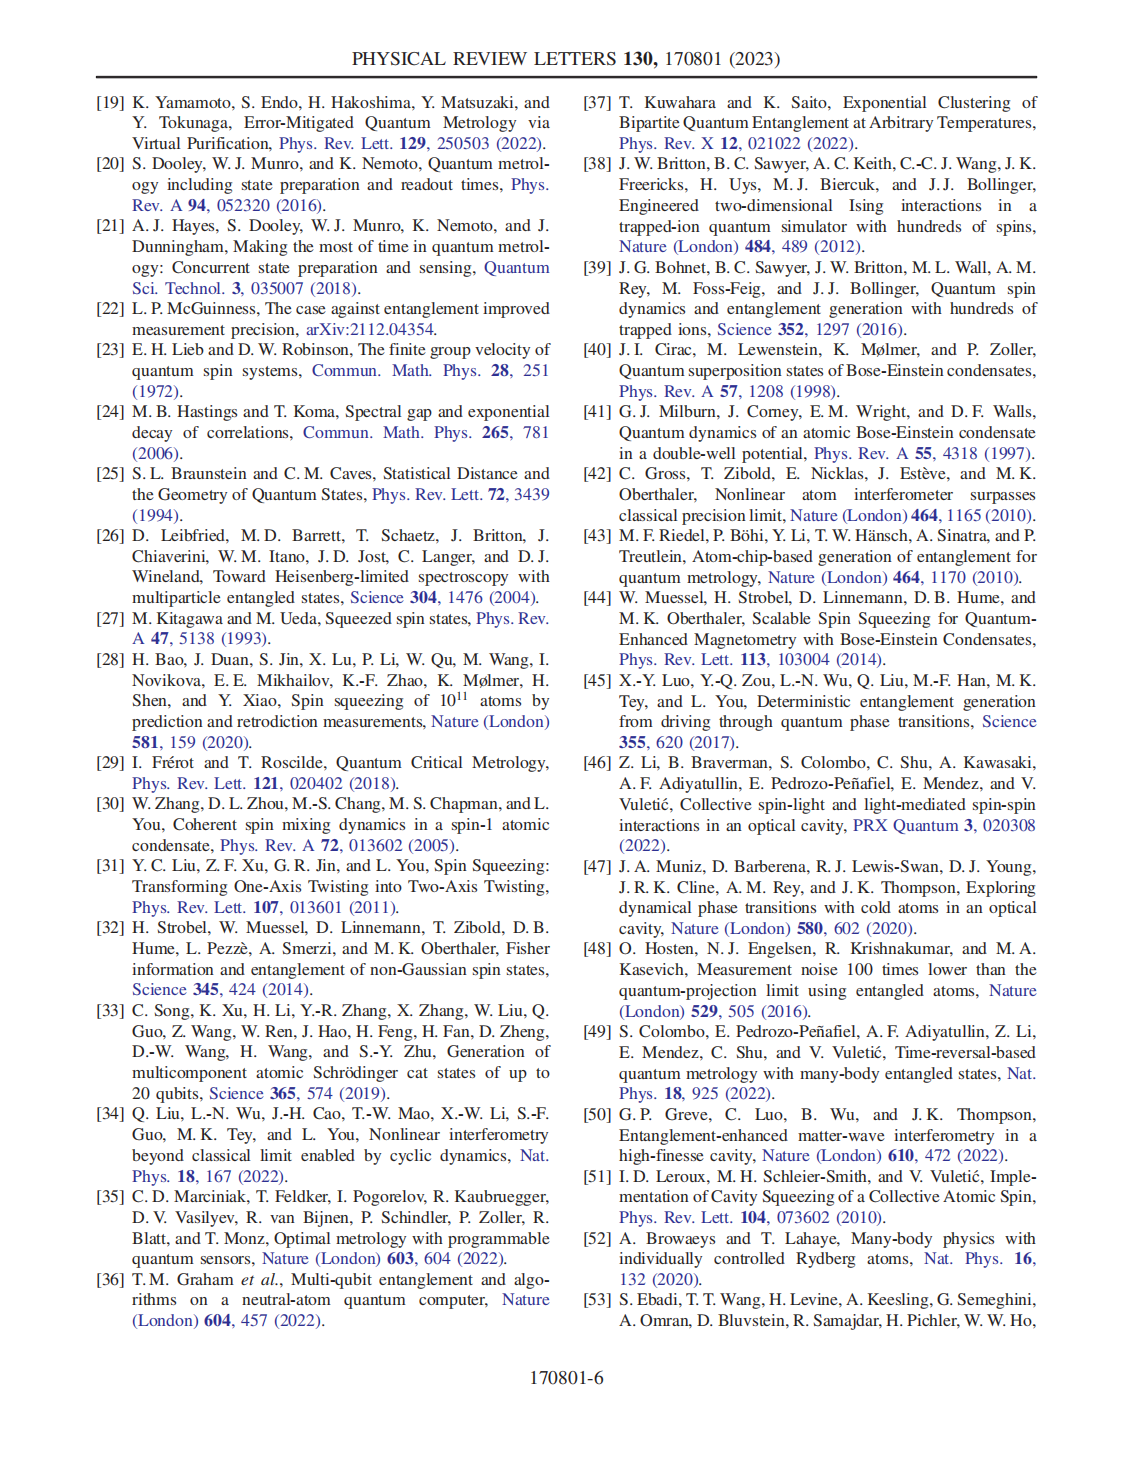 PHYSICAL REVIEW LETTERS 130, 170801 (2023)
[19] K. Yamamoto, S. Endo, H. Hakoshima, Y. Matsuzaki, and
Y. Tokunaga, Error-Mitigated Quantum Metrology via
Virtual Purification, Phys. Rev. Lett. 129, 250503 (2022).
[20] S. Dooley, W. J. Munro, and K. Nemoto, Quantum metrol-
ogy including state preparation and readout times, Phys.
Rev. A 94, 052320 (2016).
[21] A. J. Hayes, S. Dooley, W. J. Munro, K. Nemoto, and J.
Dunningham, Making the most of time in quantum metrol-
ogy: Concurrent state preparation and sensing, Quantum
Sci. Technol. 3, 035007 (2018).
[22] L. P. McGuinness, The case against entanglement improved
measurement precision, arXiv:2112.04354.
[23] E. H. Lieb and D. W. Robinson, The finite group velocity of
quantum spin systems, Commun. Math. Phys. 28, 251
(1972).
[24] M. B. Hastings and T. Koma, Spectral gap and exponential
decay of correlations, Commun. Math. Phys. 265, 781
(2006).
[25] S. L. Braunstein and C. M. Caves, Statistical Distance and
the Geometry of Quantum States, Phys. Rev. Lett. 72, 3439
(1994).
[26] D. Leibfried, M. D. Barrett, T. Schaetz, J. Britton, J.
Chiaverini, W. M. Itano, J. D. Jost, C. Langer, and D. J.
Wineland, Toward Heisenberg-limited spectroscopy with
multiparticle entangled states, Science 304, 1476 (2004).
[27] M. Kitagawa and M. Ueda, Squeezed spin states, Phys. Rev.
A 47, 5138 (1993).
[28] H. Bao, J. Duan, S. Jin, X. Lu, P. Li, W. Qu, M. Wang, I.
Novikova, E. E. Mikhailov, K.-F. Zhao, K. Mølmer, H.
Shen, and Y. Xiao, Spin squeezing of 10¹¹ atoms by
prediction and retrodiction measurements, Nature (London)
581, 159 (2020).
[29] I. Frérot and T. Roscilde, Quantum Critical Metrology,
Phys. Rev. Lett. 121, 020402 (2018).
[30] W. Zhang, D. L. Zhou, M.-S. Chang, M. S. Chapman, and L.
You, Coherent spin mixing dynamics in a spin-1 atomic
condensate, Phys. Rev. A 72, 013602 (2005).
[31] Y. C. Liu, Z. F. Xu, G. R. Jin, and L. You, Spin Squeezing:
Transforming One-Axis Twisting into Two-Axis Twisting,
Phys. Rev. Lett. 107, 013601 (2011).
[32] H. Strobel, W. Muessel, D. Linnemann, T. Zibold, D. B.
Hume, L. Pezzè, A. Smerzi, and M. K. Oberthaler, Fisher
information and entanglement of non-Gaussian spin states,
Science 345, 424 (2014).
[33] C. Song, K. Xu, H. Li, Y.-R. Zhang, X. Zhang, W. Liu, Q.
Guo, Z. Wang, W. Ren, J. Hao, H. Feng, H. Fan, D. Zheng,
D.-W. Wang, H. Wang, and S.-Y. Zhu, Generation of
multicomponent atomic Schrödinger cat states of up to
20 qubits, Science 365, 574 (2019).
[34] Q. Liu, L.-N. Wu, J.-H. Cao, T.-W. Mao, X.-W. Li, S.-F.
Guo, M. K. Tey, and L. You, Nonlinear interferometry
beyond classical limit enabled by cyclic dynamics, Nat.
Phys. 18, 167 (2022).
[35] C. D. Marciniak, T. Feldker, I. Pogorelov, R. Kaubruegger,
D. V. Vasilyev, R. van Bijnen, P. Schindler, P. Zoller, R.
Blatt, and T. Monz, Optimal metrology with programmable
quantum sensors, Nature (London) 603, 604 (2022).
[36] T. M. Graham et al., Multi-qubit entanglement and algo-
rithms on a neutral-atom quantum computer, Nature
(London) 604, 457 (2022).
[37] T. Kuwahara and K. Saito, Exponential Clustering of
Bipartite Quantum Entanglement at Arbitrary Temperatures,
Phys. Rev. X 12, 021022 (2022).
[38] J. W. Britton, B. C. Sawyer, A. C. Keith, C.-C. J. Wang, J. K.
Freericks, H. Uys, M. J. Biercuk, and J. J. Bollinger,
Engineered two-dimensional Ising interactions in a
trapped-ion quantum simulator with hundreds of spins,
Nature (London) 484, 489 (2012).
[39] J. G. Bohnet, B. C. Sawyer, J. W. Britton, M. L. Wall, A. M.
Rey, M. Foss-Feig, and J. J. Bollinger, Quantum spin
dynamics and entanglement generation with hundreds of
trapped ions, Science 352, 1297 (2016).
[40] J. I. Cirac, M. Lewenstein, K. Mølmer, and P. Zoller,
Quantum superposition states of Bose-Einstein condensates,
Phys. Rev. A 57, 1208 (1998).
[41] G. J. Milburn, J. Corney, E. M. Wright, and D. F. Walls,
Quantum dynamics of an atomic Bose-Einstein condensate
in a double-well potential, Phys. Rev. A 55, 4318 (1997).
[42] C. Gross, T. Zibold, E. Nicklas, J. Estève, and M. K.
Oberthaler, Nonlinear atom interferometer surpasses
classical precision limit, Nature (London) 464, 1165 (2010).
[43] M. F. Riedel, P. Böhi, Y. Li, T. W. Hänsch, A. Sinatra, and P.
Treutlein, Atom-chip-based generation of entanglement for
quantum metrology, Nature (London) 464, 1170 (2010).
[44] W. Muessel, H. Strobel, D. Linnemann, D. B. Hume, and
M. K. Oberthaler, Scalable Spin Squeezing for Quantum-
Enhanced Magnetometry with Bose-Einstein Condensates,
Phys. Rev. Lett. 113, 103004 (2014).
[45] X.-Y. Luo, Y.-Q. Zou, L.-N. Wu, Q. Liu, M.-F. Han, M. K.
Tey, and L. You, Deterministic entanglement generation
from driving through quantum phase transitions, Science
355, 620 (2017).
[46] Z. Li, B. Braverman, S. Colombo, C. Shu, A. Kawasaki,
A. F. Adiyatullin, E. Pedrozo-Peñafiel, E. Mendez, and V.
Vuletić, Collective spin-light and light-mediated spin-spin
interactions in an optical cavity, PRX Quantum 3, 020308
(2022).
[47] J. A. Muniz, D. Barberena, R. J. Lewis-Swan, D. J. Young,
J. R. K. Cline, A. M. Rey, and J. K. Thompson, Exploring
dynamical phase transitions with cold atoms in an optical
cavity, Nature (London) 580, 602 (2020).
[48] O. Hosten, N. J. Engelsen, R. Krishnakumar, and M. A.
Kasevich, Measurement noise 100 times lower than the
quantum-projection limit using entangled atoms, Nature
(London) 529, 505 (2016).
[49] S. Colombo, E. Pedrozo-Peñafiel, A. F. Adiyatullin, Z. Li,
E. Mendez, C. Shu, and V. Vuletić, Time-reversal-based
quantum metrology with many-body entangled states, Nat.
Phys. 18, 925 (2022).
[50] G. P. Greve, C. Luo, B. Wu, and J. K. Thompson,
Entanglement-enhanced matter-wave interferometry in a
high-finesse cavity, Nature (London) 610, 472 (2022).
[51] I. D. Leroux, M. H. Schleier-Smith, and V. Vuletić, Imple-
mentation of Cavity Squeezing of a Collective Atomic Spin,
Phys. Rev. Lett. 104, 073602 (2010).
[52] A. Browaeys and T. Lahaye, Many-body physics with
individually controlled Rydberg atoms, Nat. Phys. 16,
132 (2020).
[53] S. Ebadi, T. T. Wang, H. Levine, A. Keesling, G. Semeghini,
A. Omran, D. Bluvstein, R. Samajdar, H. Pichler, W. W. Ho,
170801-6